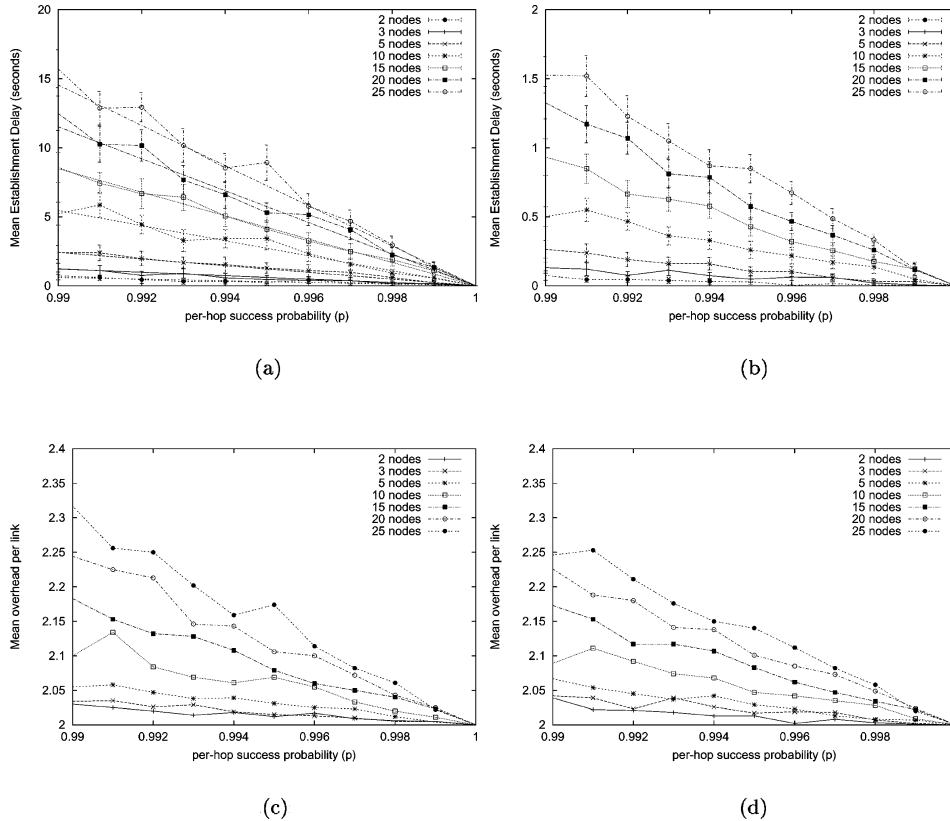 20
15
10
5
0
0.99
0.992
0.994
0.996
0.998
1
Mean Establishment Delay (seconds)
per-hop success probability (p)
2 nodes
3 nodes
5 nodes
10 nodes
15 nodes
20 nodes
25 nodes
(a)
2
1.5
1
0.5
0
0.99
0.992
0.994
0.996
0.998
Mean Establishment Delay (seconds)
per-hop success probability (p)
2 nodes
3 nodes
5 nodes
10 nodes
15 nodes
20 nodes
25 nodes
(b)
2.4
2.35
2.3
2.25
2.2
2.15
2.1
2.05
2
0.99
0.992
0.994
0.996
0.998
1
Mean overhead per link
per-hop success probability (p)
2 nodes
3 nodes
5 nodes
10 nodes
15 nodes
20 nodes
25 nodes
(c)
2.4
2.35
2.3
2.25
2.2
2.15
2.1
2.05
2
0.99
0.992
0.994
0.996
0.998
Mean overhead per link
per-hop success probability (p)
2 nodes
3 nodes
5 nodes
10 nodes
15 nodes
20 nodes
25 nodes
(d)